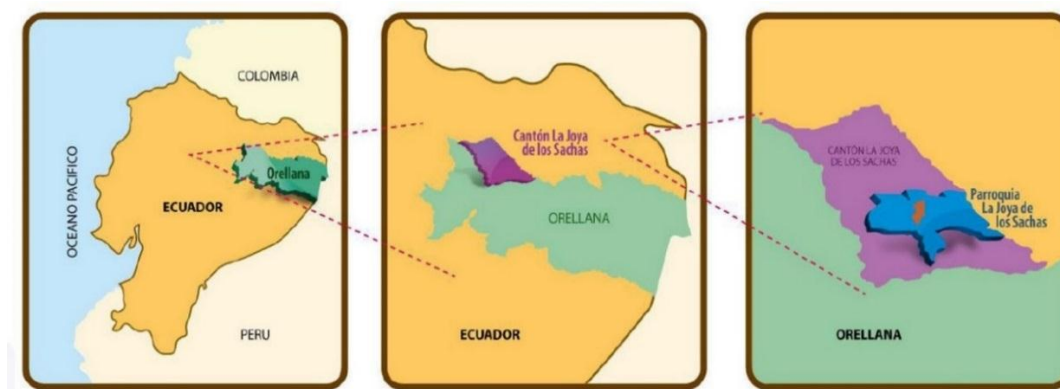 COLOMBIA
OCEANO PACIFICO
Orellana
ECUADOR
PERU
Cantón La Joya
de los Sachas
ORELLANA
ECUADOR
CANTÓN LA JOYA
DE LOS SACHAS
Parroquia
La Joya de
los Sachas
ORELLANA